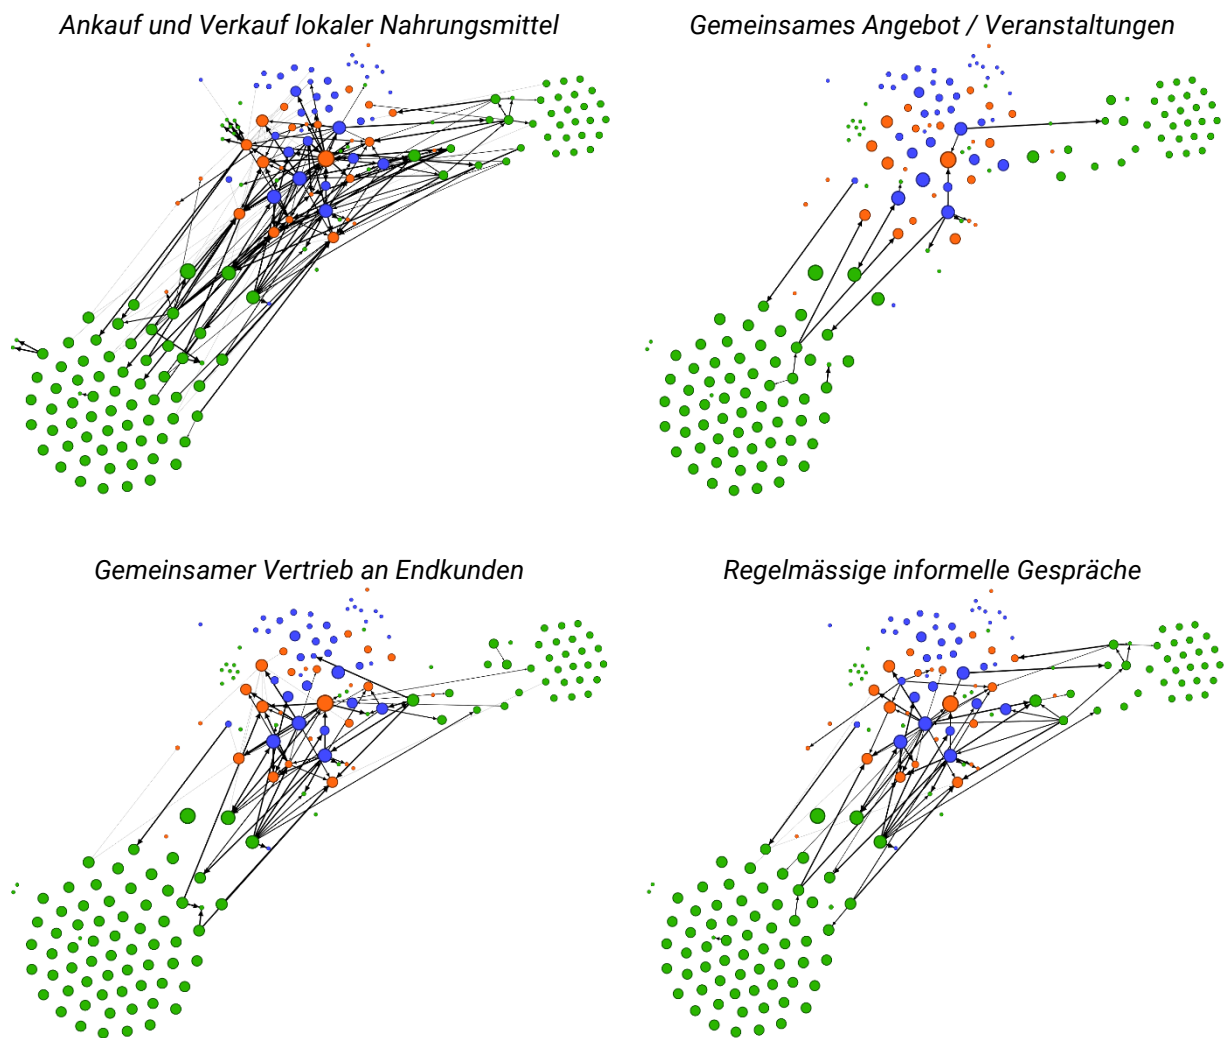 Ankauf und Verkauf lokaler Nahrungsmittel
Gemeinsames Angebot / Veranstaltungen
Gemeinsamer Vertrieb an Endkunden
Regelmässige informelle Gespräche